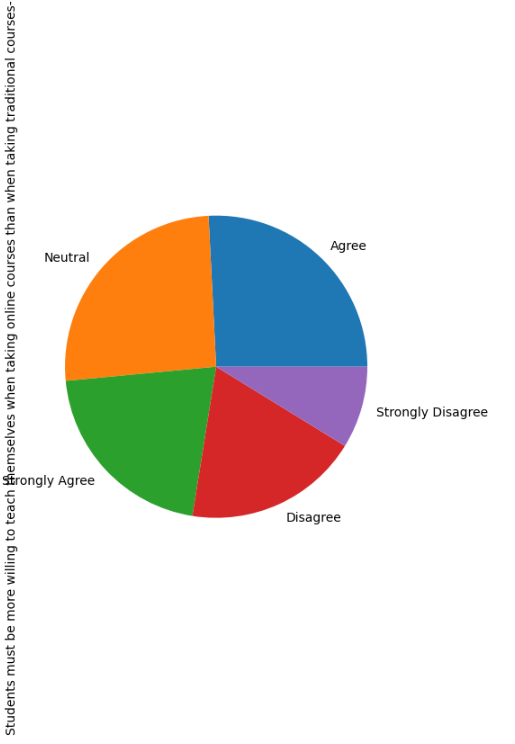 Students must be more willing to teach themselves when taking online courses than when taking traditional courses-
Agree
Neutral
Strongly Agree
Disagree
Strongly Disagree